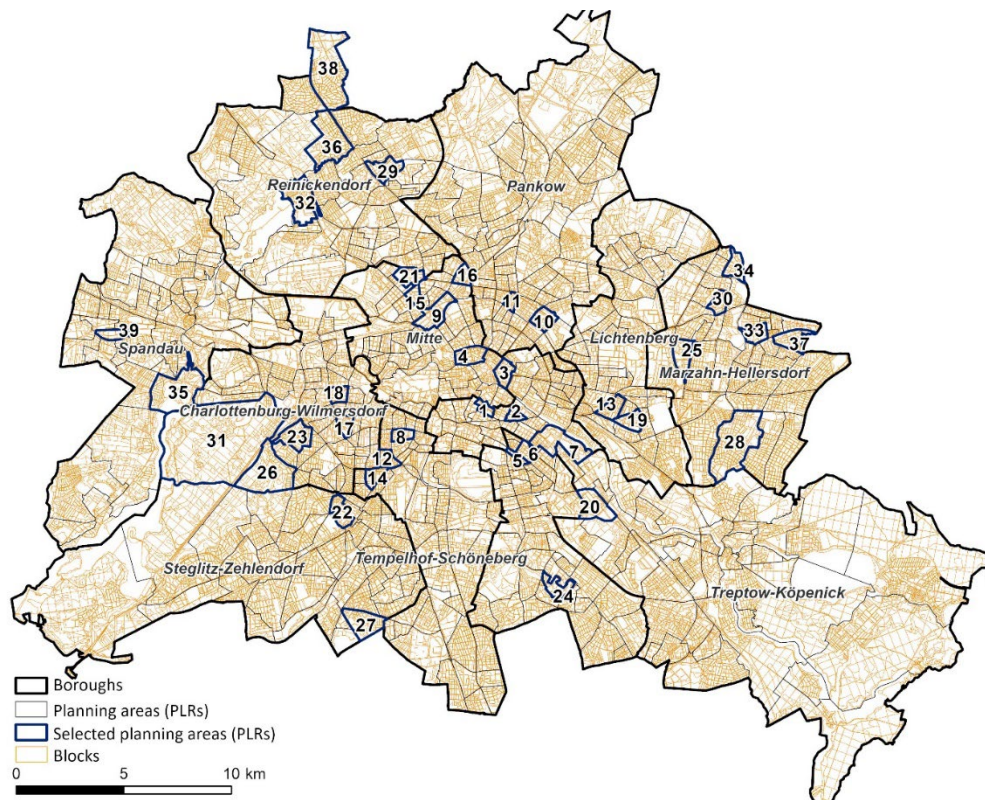 38
36
29
Reinickendorf
Pankow
32
34
21
16
30
15
11
9
10
33
39
Mitte
Lichtenberg
37
Spandau
4
25
Marzahn-Hellersdorf
3
35
18
13
Charlottenburg-Wilmersdorf
1
2
19
17
31
23
8
28
12
5
6
7
26
14
20
22
Steglitz-Zehlendorf
Tempelhof-Schöneberg
24
Treptow-Köpenick
27
Boroughs
Planning areas (PLRs)
Selected planning areas (PLRs)
Blocks
0 5 10 km